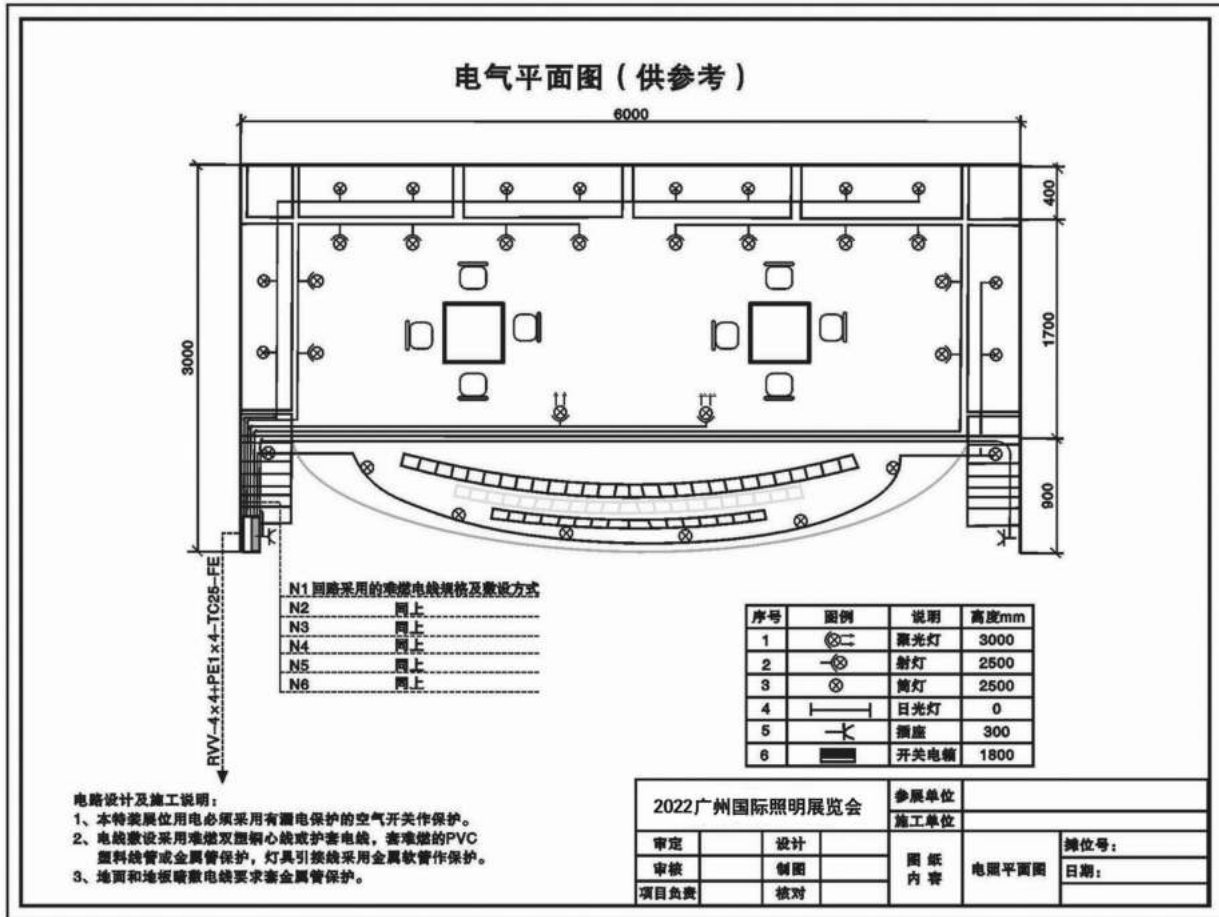 电气平面图（供参考）
6000
400
3000
1700
900
N1回路采用的难燃电线规格及敷设方式
N2 同上
N3 同上
N4 同上
N5 同上
N6 同上
RVV-4×4+PE1×4-TC25-FE
序号 图例 说明 高度mm
1 聚光灯 3000
2 射灯 2500
3 筒灯 2500
4 日光灯 0
5 插座 300
6 开关电箱 1800
电路设计及施工说明：
1、本特装展位用电必须采用有漏电保护的空气开关作保护。
2、电线敷设采用难燃双塑铜心线或护套电线，套难燃的PVC
塑料线管或金属管保护，灯具引接线采用金属软管作保护。
3、地面和地板暗敷电线要求套金属管保护。
2022广州国际照明展览会
参展单位
施工单位
审定 设计
审核 制图
项目负责 核对
图纸
内容
电照平面图
摊位号：
日期：